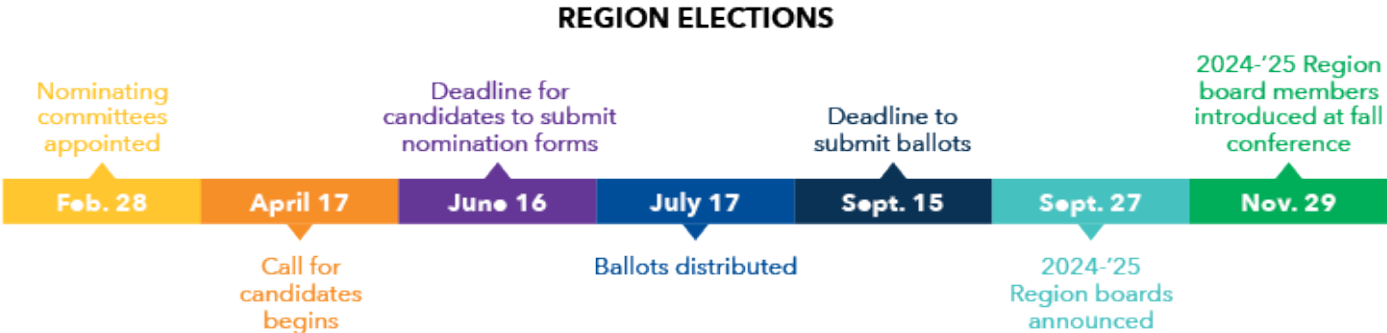 REGION ELECTIONS
Nominating
committees
appointed
Deadline for
candidates to submit
nomination forms
Deadline to
submit ballots
2024-’25 Region
board members
introduced at fall
conference
Feb. 28
April 17
June 16
July 17
Sept. 15
Sept. 27
Nov. 29
Call for
candidates
begins
Ballots distributed
2024-’25
Region boards
announced